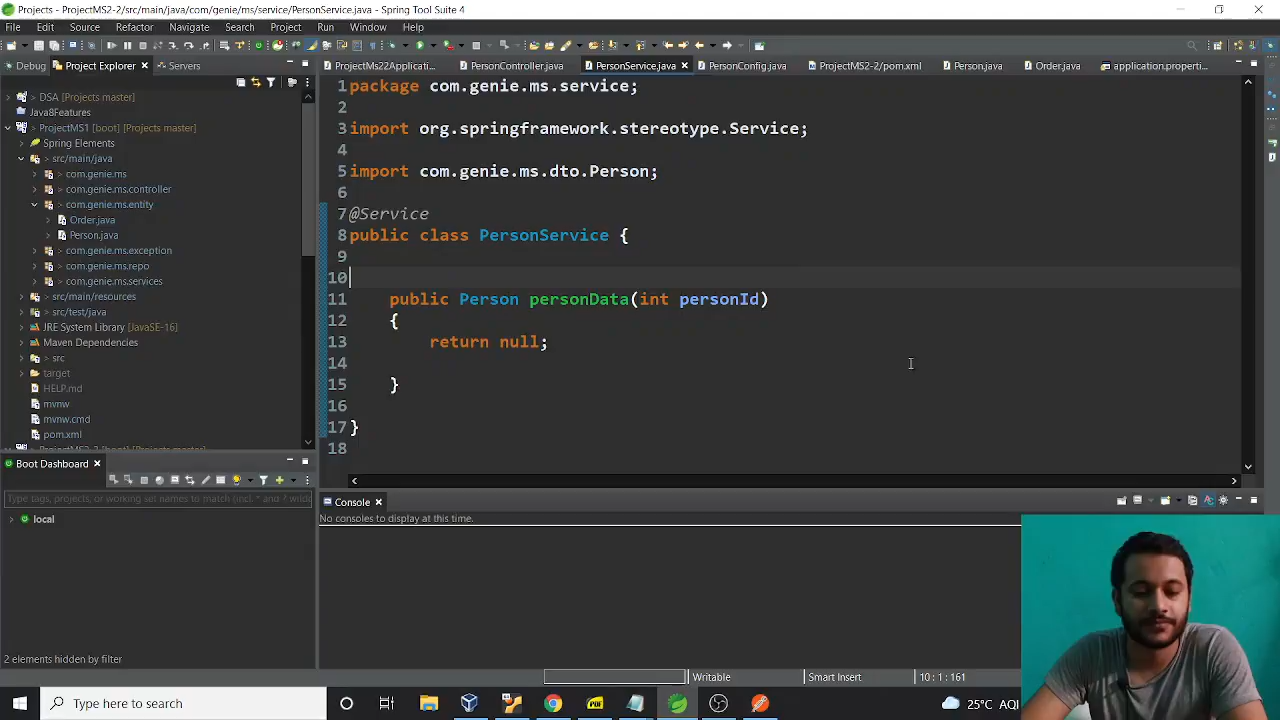 Projects - ProjectMS2-2/src/main/java/com/genie/ms/service/PersonService.java - Spring Tool Suite 4
File Edit Source Refactor Navigate Search Project Run Window Help
Debug Project Explorer Servers
ProjectMs22Applicati... PersonController.java PersonService.java PersonConfig.java ProjectMS2-2/pom.xml Person.java Order.java application.properti...
DSA [Projects master]
Java8Features
ProjectMS1 [boot] [Projects master]
Spring Elements
> src/main/java
> com.genie.ms
> com.genie.ms.controller
> com.genie.ms.entity
> Order.java
> Person.java
> com.genie.ms.exception
> com.genie.ms.repo
> com.genie.ms.services
> src/main/resources
> src/test/java
JRE System Library [JavaSE-16]
Maven Dependencies
> src
> target
HELP.md
mvnw
mvnw.cmd
pom.xml
1 package com.genie.ms.service;
2
3 import org.springframework.stereotype.Service;
4
5 import com.genie.ms.dto.Person;
6
7 @Service
8 public class PersonService {
9
10
11 public Person personData(int personId)
12 {
13 return null;
14
15 }
16
17 }
18
Boot Dashboard
Type tags, projects, or working set names to match (incl. * and ? wild
local
2 elements hidden by filter
Console
No consoles to display at this time.
Writable Smart Insert 10 : 1 : 161
Type here to search
25°C AQI